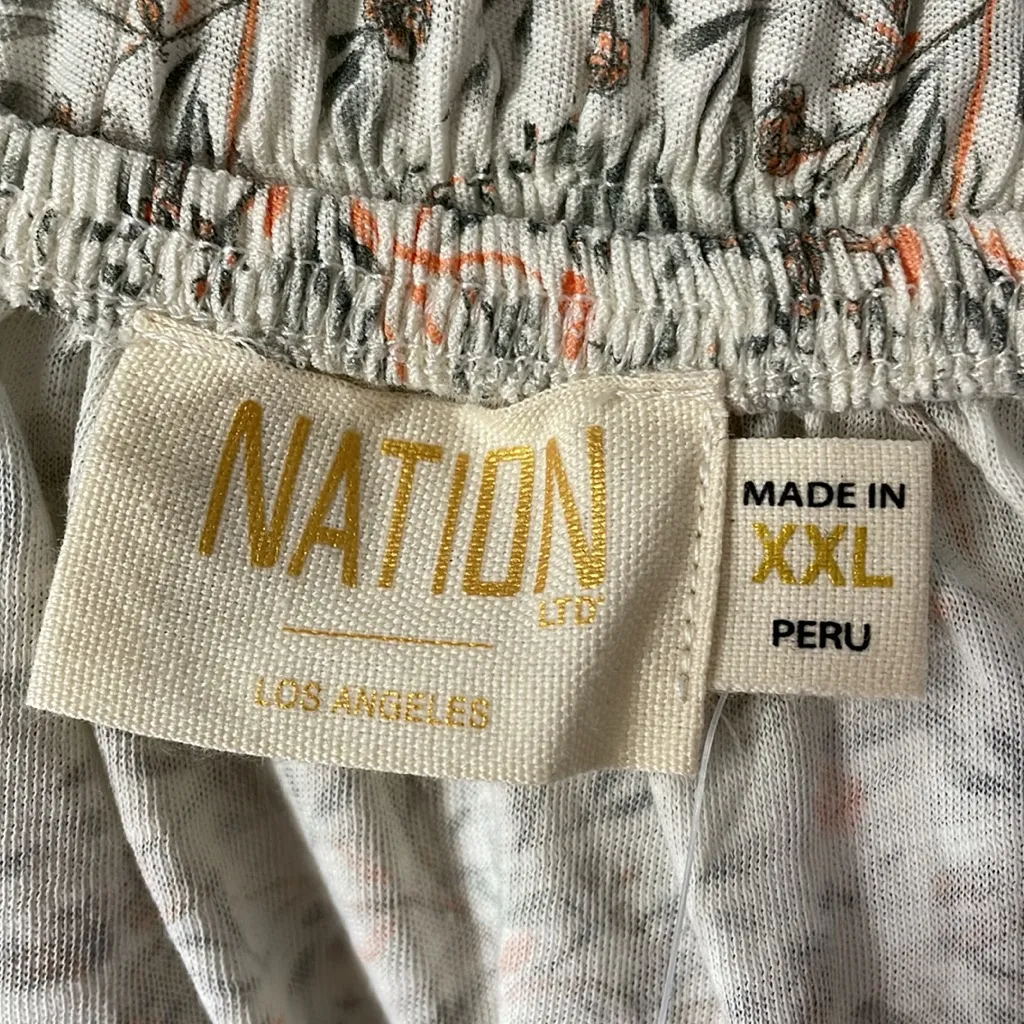 NATION
LTD
LOS ANGELES
MADE IN
XXL
PERU